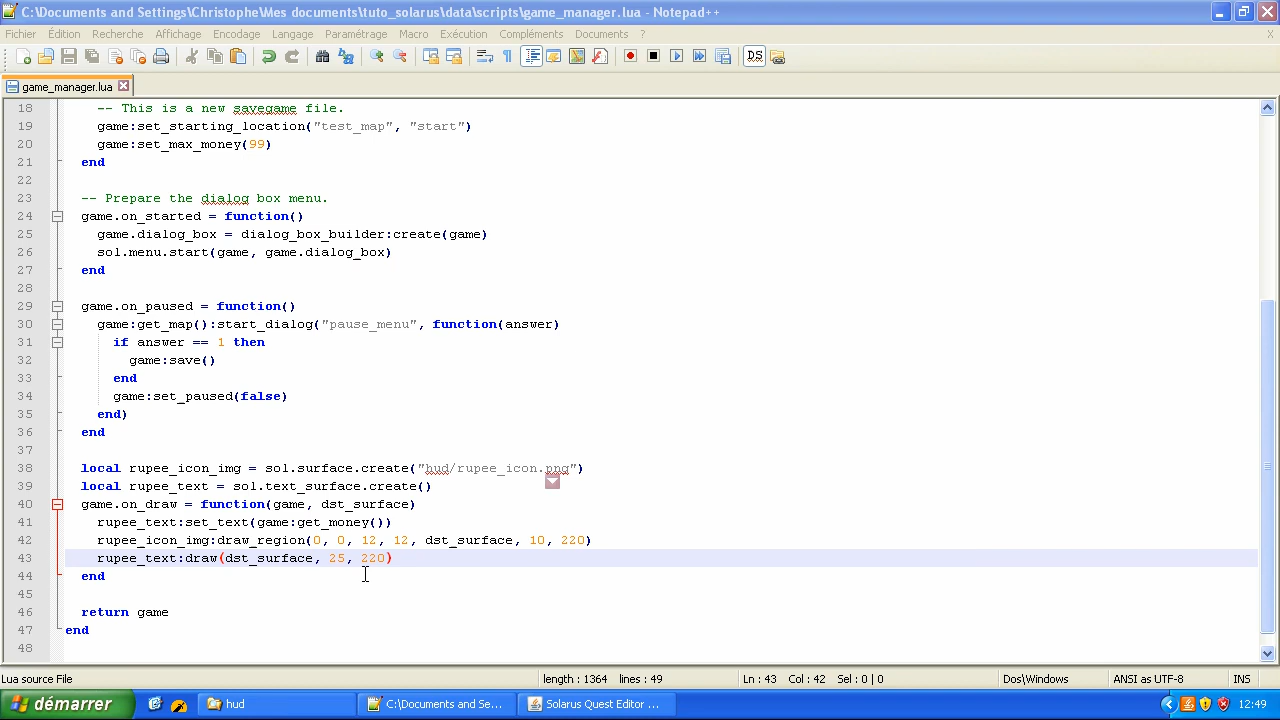 C:\Documents and Settings\Christophe\Mes documents\tuto_solarus\data\scripts\game_manager.lua - Notepad++
Fichier Édition Recherche Affichage Encodage Langage Paramétrage Macro Exécution Compléments Documents ? X
game_manager.lua
18 -- This is a new savegame file.
19 game:set_starting_location("test_map", "start")
20 game:set_max_money(99)
21 end
22
23 -- Prepare the dialog box menu.
24 game.on_started = function()
25 game.dialog_box = dialog_box_builder:create(game)
26 sol.menu.start(game, game.dialog_box)
27 end
28
29 game.on_paused = function()
30 game:get_map():start_dialog("pause_menu", function(answer)
31 if answer == 1 then
32 game:save()
33 end
34 game:set_paused(false)
35 end)
36 end
37
38 local rupee_icon_img = sol.surface.create("hud/rupee_icon.png")
39 local rupee_text = sol.text_surface.create()
40 game.on_draw = function(game, dst_surface)
41 rupee_text:set_text(game:get_money())
42 rupee_icon_img:draw_region(0, 0, 12, 12, dst_surface, 10, 220)
43 rupee_text:draw(dst_surface, 25, 220)
44 end
45
46 return game
47 end
48
Lua source File length : 1364 lines : 49 Ln : 43 Col : 42 Sel : 0 | 0 Dos\Windows ANSI as UTF-8 INS
démarrer hud C:\Documents and Se... Solarus Quest Editor ... 12:49